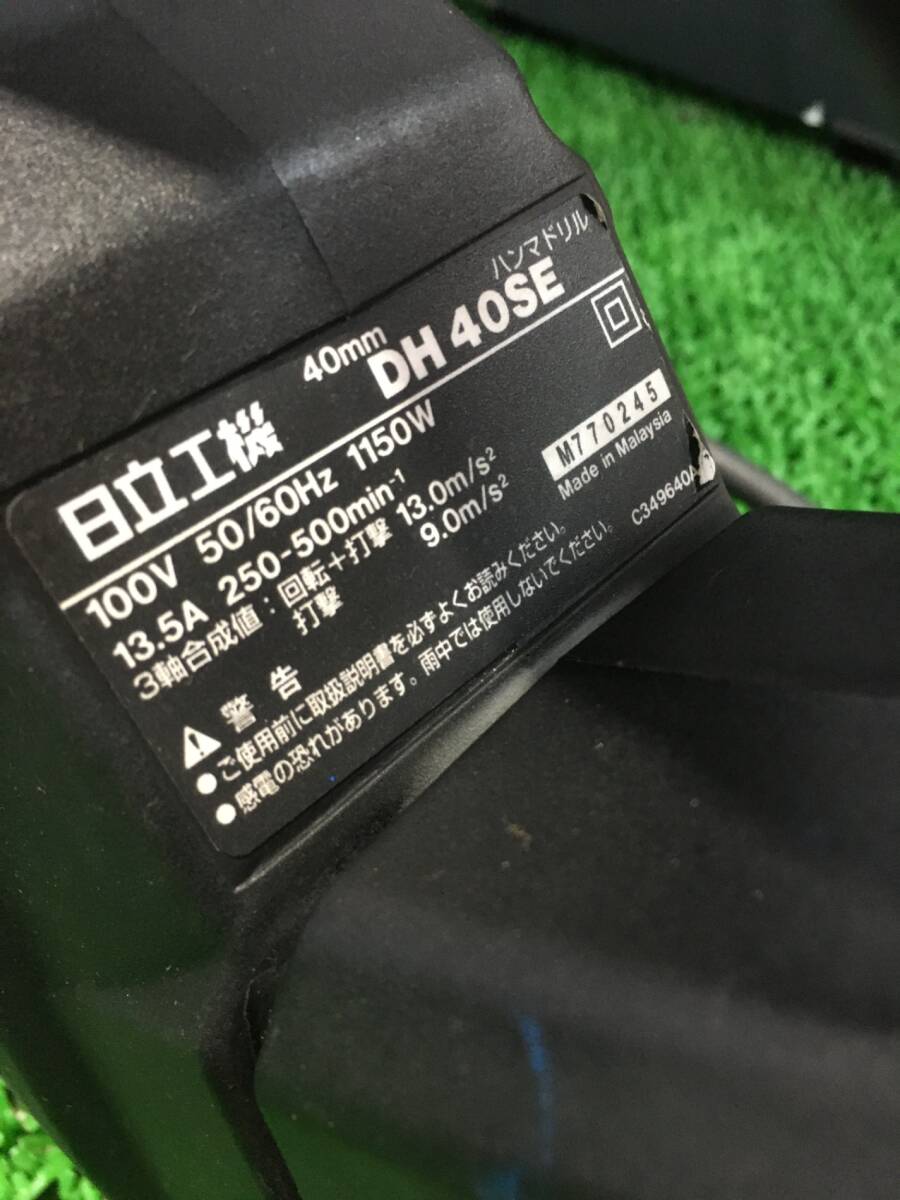 ハンマドリル
40mm DH 40SE
日立工機
100V 50/60Hz 1150W
13.5A 250-500min-1
3軸合成値：回転＋打撃 13.0m/s²
打撃 9.0m/s²
M770245
Made in Malaysia
C349640A
警告
●ご使用前に取扱説明書を必ずよくお読みください。
●感電の恐れがあります。雨中では使用しないでください。